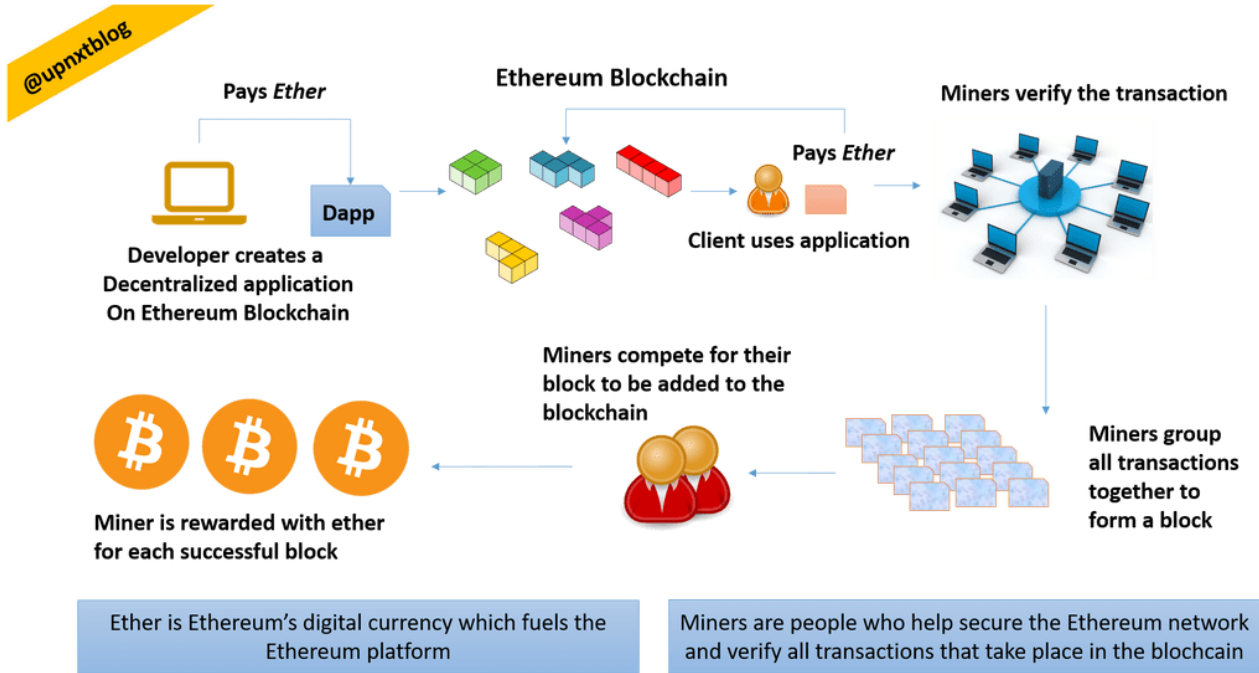 @upnxtblog
Ethereum Blockchain
Pays Ether
Miners verify the transaction
Pays Ether
Dapp
Client uses application
Developer creates a
Decentralized application
On Ethereum Blockchain
Miners compete for their
block to be added to the
blockchain
Miners group
all transactions
together to
form a block
Miner is rewarded with ether
for each successful block
Ether is Ethereum’s digital currency which fuels the
Ethereum platform
Miners are people who help secure the Ethereum network
and verify all transactions that take place in the blochcain